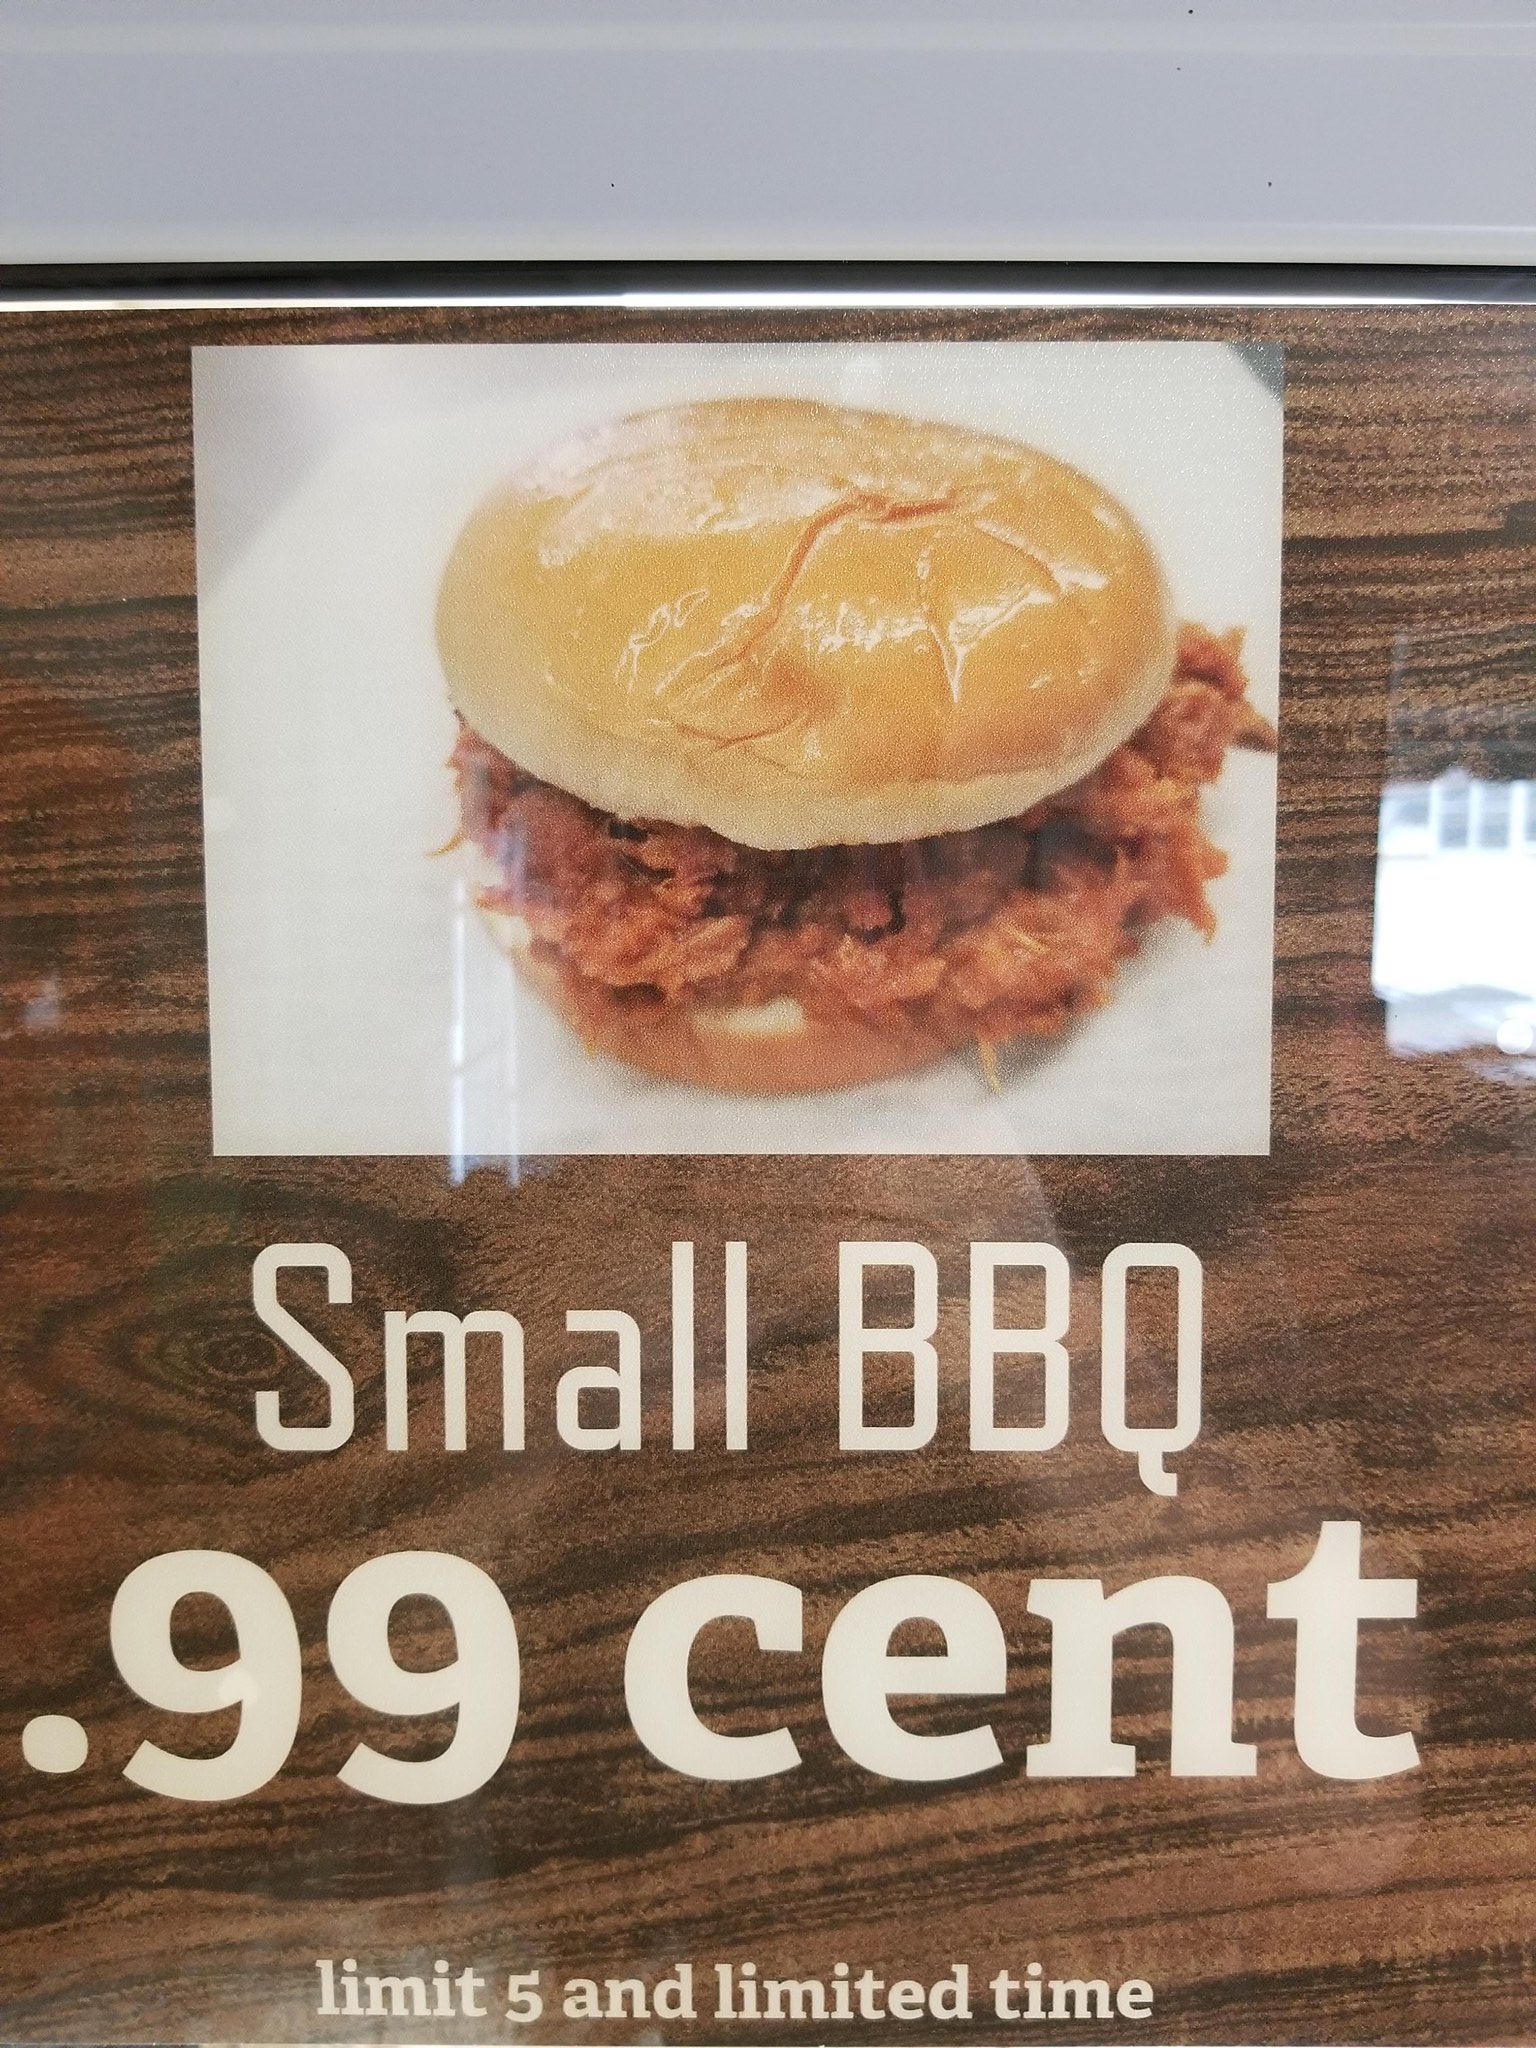 Small BBQ
.99 cent
limit 5 and limited time